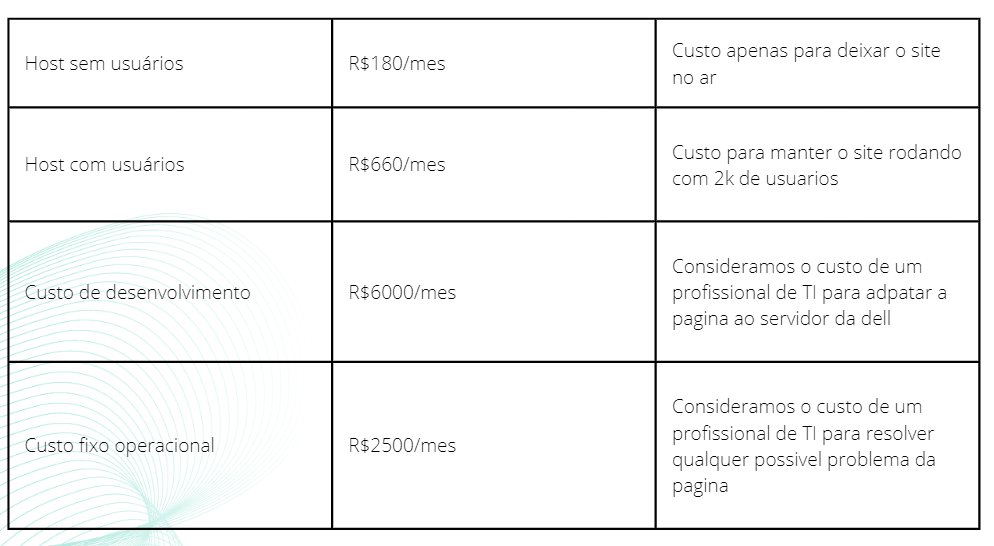 Host sem usuários
R$180/mes
Custo apenas para deixar o site
no ar
Host com usuários
R$660/mes
Custo para manter o site rodando
com 2k de usuarios
Custo de desenvolvimento
R$6000/mes
Consideramos o custo de um
profissional de TI para adpatar a
pagina ao servidor da dell
Custo fixo operacional
R$2500/mes
Consideramos o custo de um
profissional de TI para resolver
qualquer possivel problema da
pagina